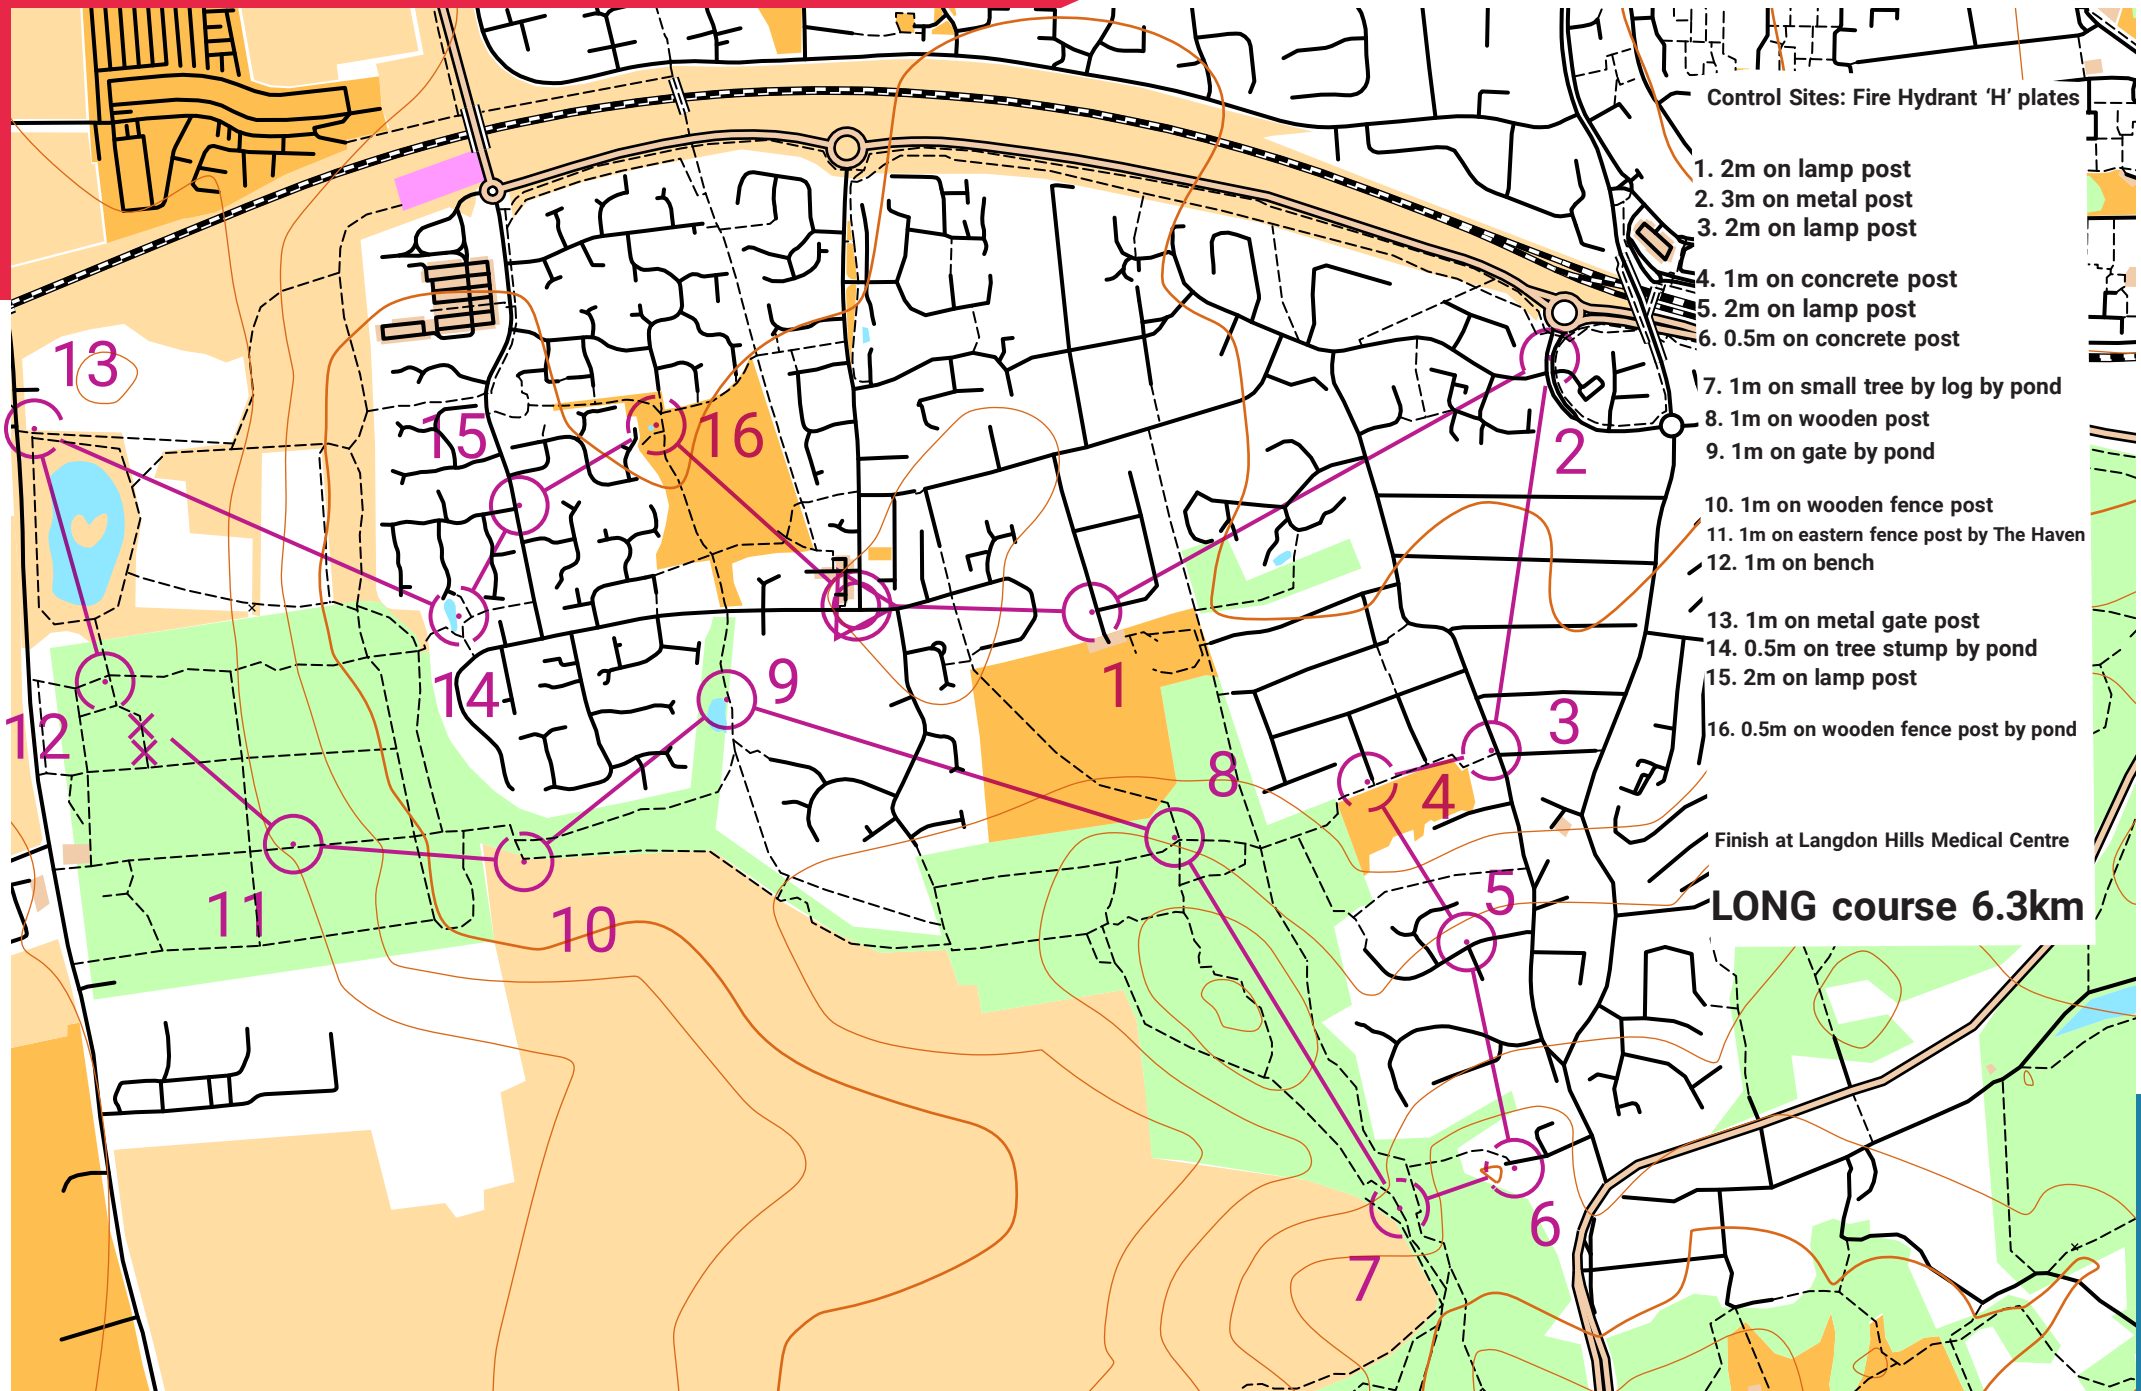 Control Sites: Fire Hydrant ‘H’ plates
1. 2m on lamp post
2. 3m on metal post
3. 2m on lamp post
4. 1m on concrete post
5. 2m on lamp post
6. 0.5m on concrete post
7. 1m on small tree by log by pond
8. 1m on wooden post
9. 1m on gate by pond
10. 1m on wooden fence post
11. 1m on eastern fence post by The Haven
12. 1m on bench
13. 1m on metal gate post
14. 0.5m on tree stump by pond
15. 2m on lamp post
16. 0.5m on wooden fence post by pond
Finish at Langdon Hills Medical Centre
LONG course 6.3km
13
15
16
2
14
9
1
12
3
8
4
11
10
5
6
7